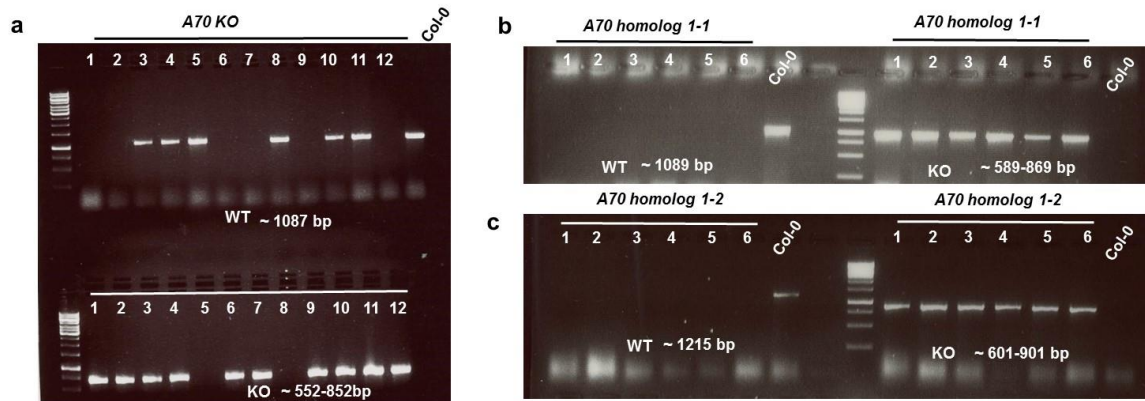 a
A70 KO
1 2 3 4 5 6 7 8 9 10 11 12 Col-0
WT ~ 1087 bp
1 2 3 4 5 6 7 8 9 10 11 12
KO ~ 552-852bp
b
A70 homolog 1-1 A70 homolog 1-1
1 2 3 4 5 6 Col-0 1 2 3 4 5 6 Col-0
WT ~ 1089 bp KO ~ 589-869 bp
c
A70 homolog 1-2 A70 homolog 1-2
1 2 3 4 5 6 Col-0 1 2 3 4 5 6 Col-0
WT ~ 1215 bp KO ~ 601-901 bp